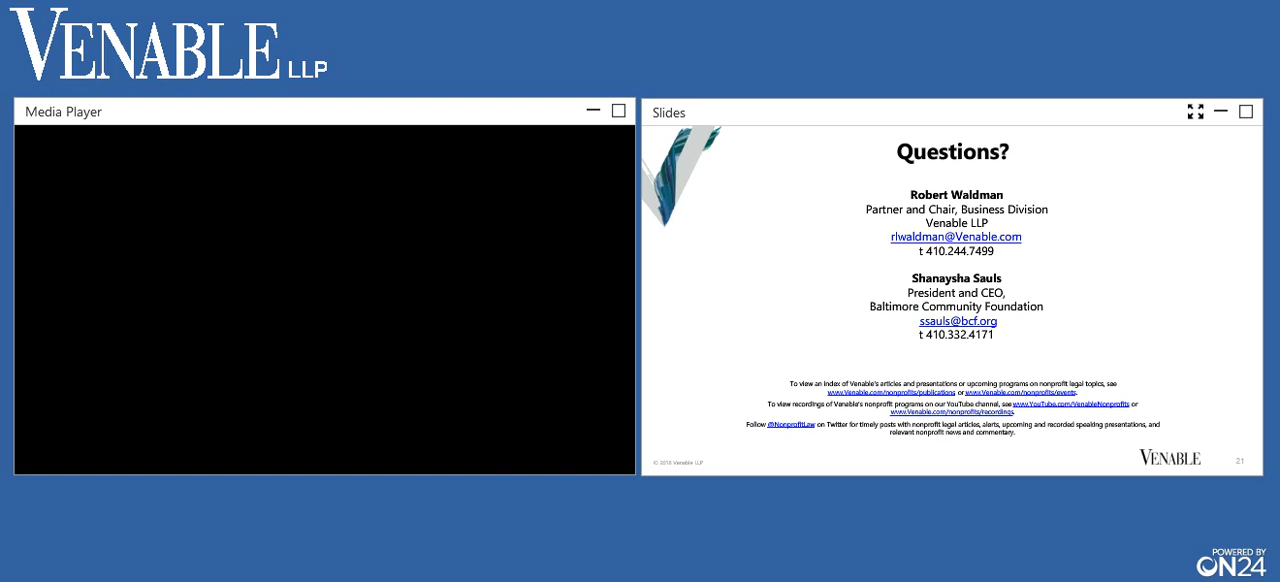 VENABLE LLP
Media Player
Slides
Questions?
Robert Waldman
Partner and Chair, Business Division
Venable LLP
rlwaldman@Venable.com
t 410.244.7499
Shanaysha Sauls
President and CEO,
Baltimore Community Foundation
ssauls@bcf.org
t 410.332.4171
To view an index of Venable's articles and presentations or upcoming programs on nonprofit legal topics, see
www.Venable.com/nonprofits/publications or www.Venable.com/nonprofits/events.
To view recordings of Venable's nonprofit programs on our YouTube channel, see www.YouTube.com/VenableNonprofits or
www.Venable.com/nonprofits/recordings.
Follow @NonprofitLaw on Twitter for timely posts with nonprofit legal articles, alerts, upcoming and recorded speaking presentations, and
relevant nonprofit news and commentary.
© 2018 Venable LLP
VENABLE
21
POWERED BY
ON24